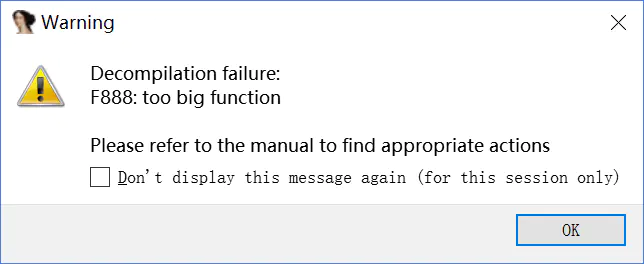 Warning
Decompilation failure:
F888: too big function
Please refer to the manual to find appropriate actions
Don't display this message again (for this session only)
OK